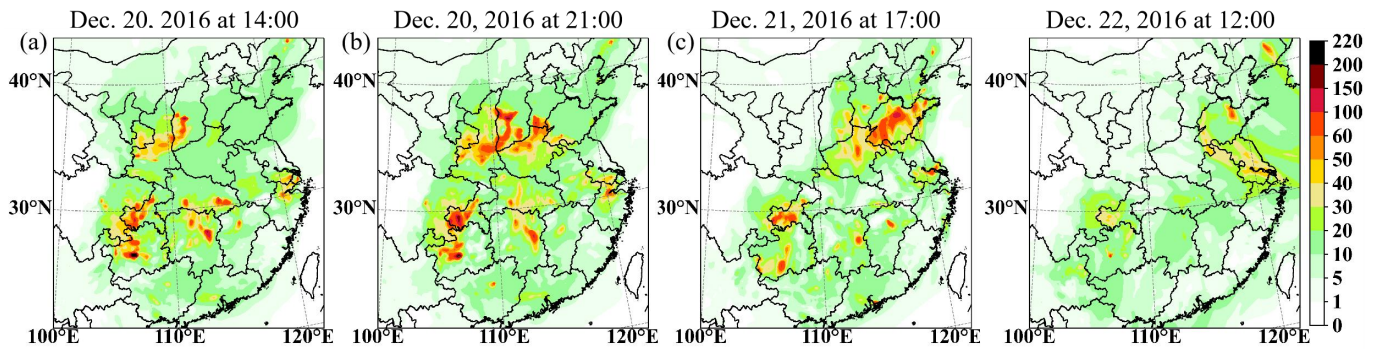 Dec. 20. 2016 at 14:00
Dec. 20, 2016 at 21:00
Dec. 21, 2016 at 17:00
Dec. 22, 2016 at 12:00
(a)
(b)
(c)
40°N
30°N
100°E
110°E
120°E
40°N
30°N
100°E
110°E
120°E
40°N
30°N
100°E
110°E
120°E
40°N
30°N
100°E
110°E
120°E
220
200
150
100
60
50
40
30
20
10
5
1
0